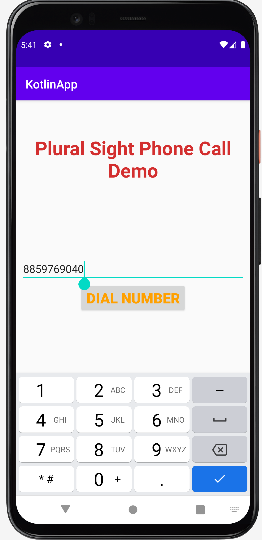 5:41
KotlinApp
Plural Sight Phone Call
Demo
8859769040
DIAL NUMBER
1 2 ABC 3 DEF −
4 GHI 5 JKL 6 MNO
7 PQRS 8 TUV 9 WXYZ
* # 0 + .